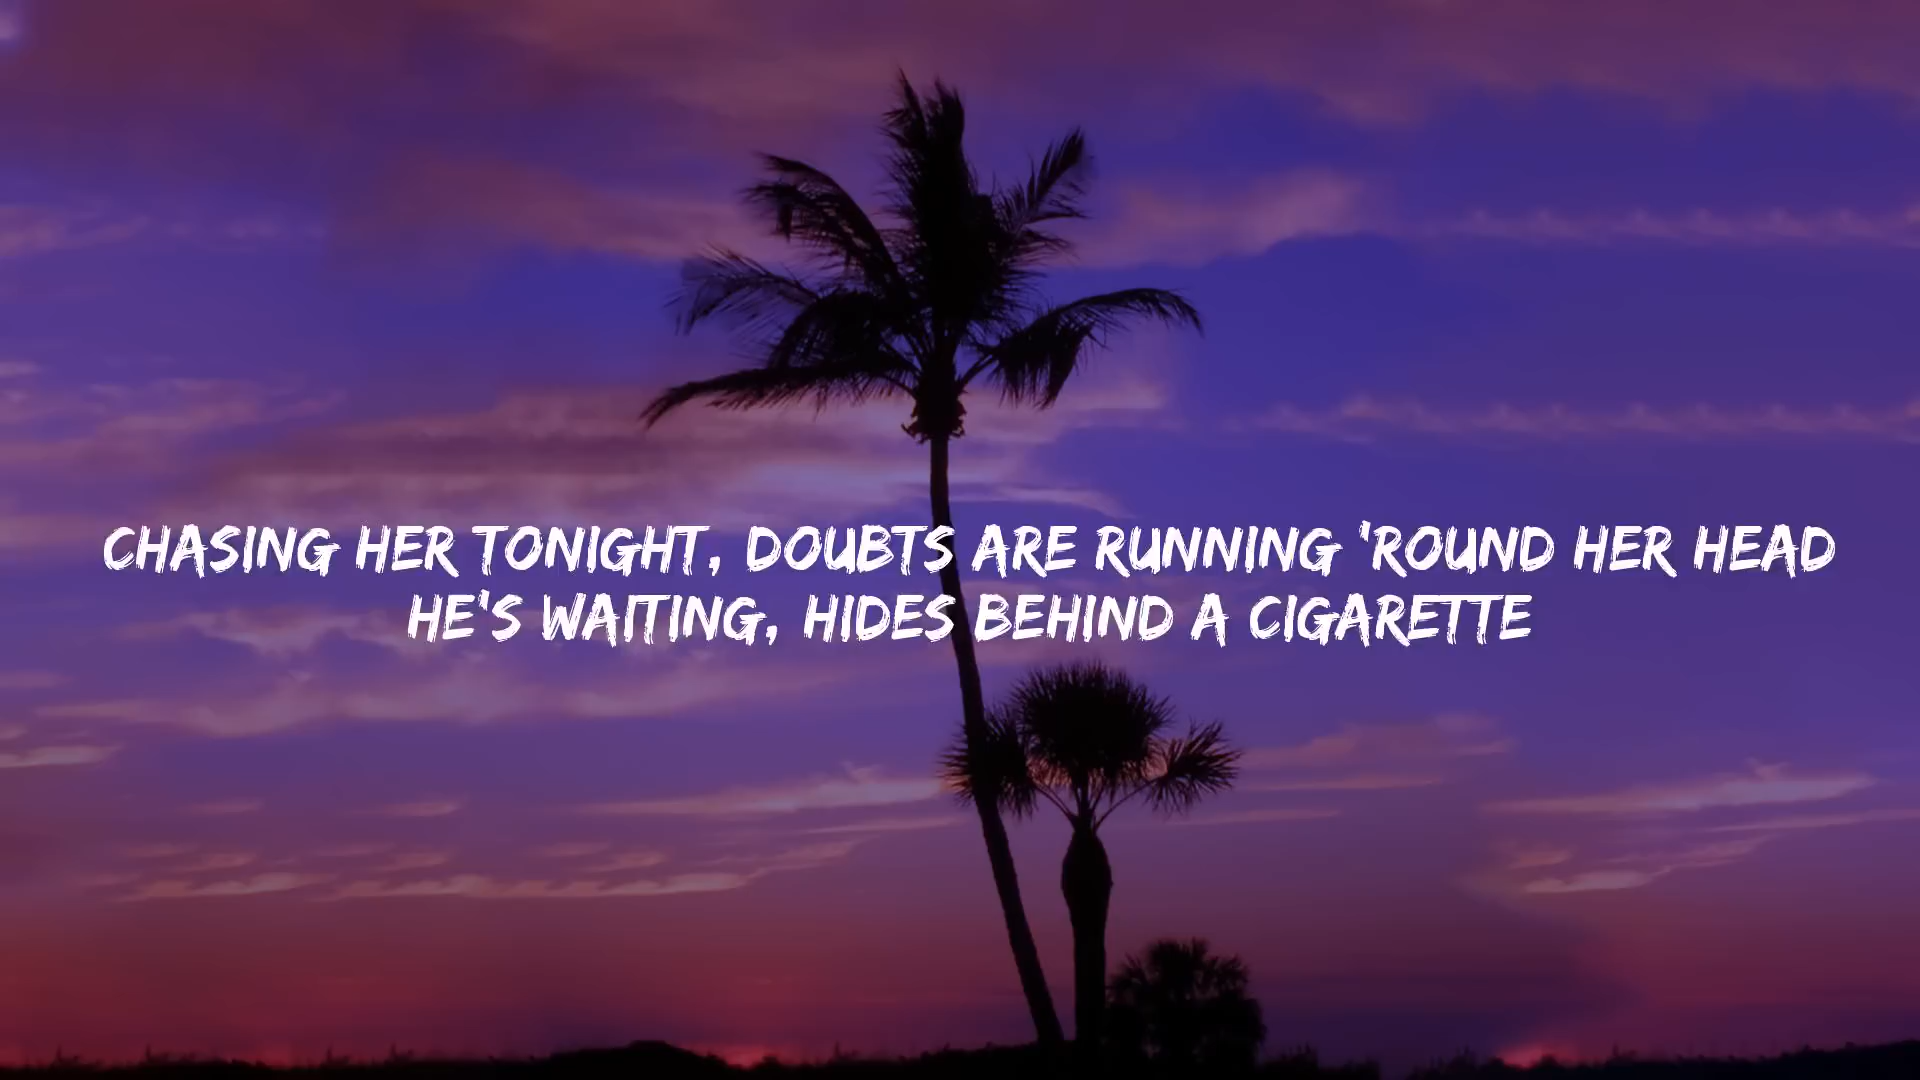 CHASING HER TONIGHT, DOUBTS ARE RUNNING 'ROUND HER HEAD
HE'S WAITING, HIDES BEHIND A CIGARETTE